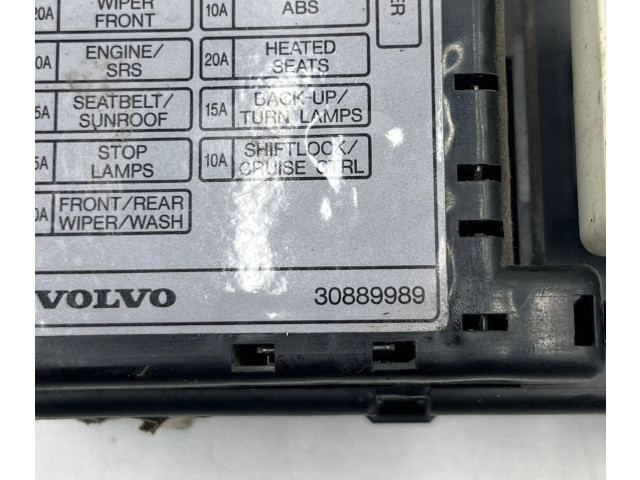 20A WIPER FRONT
10A ABS
0A ENGINE/ SRS
20A HEATED SEATS
5A SEATBELT/ SUNROOF
15A BACK-UP/ TURN LAMPS
5A STOP LAMPS
10A SHIFTLOCK/ CRUISE CTRL
0A FRONT/REAR WIPER/WASH
ER
VOLVO 30889989